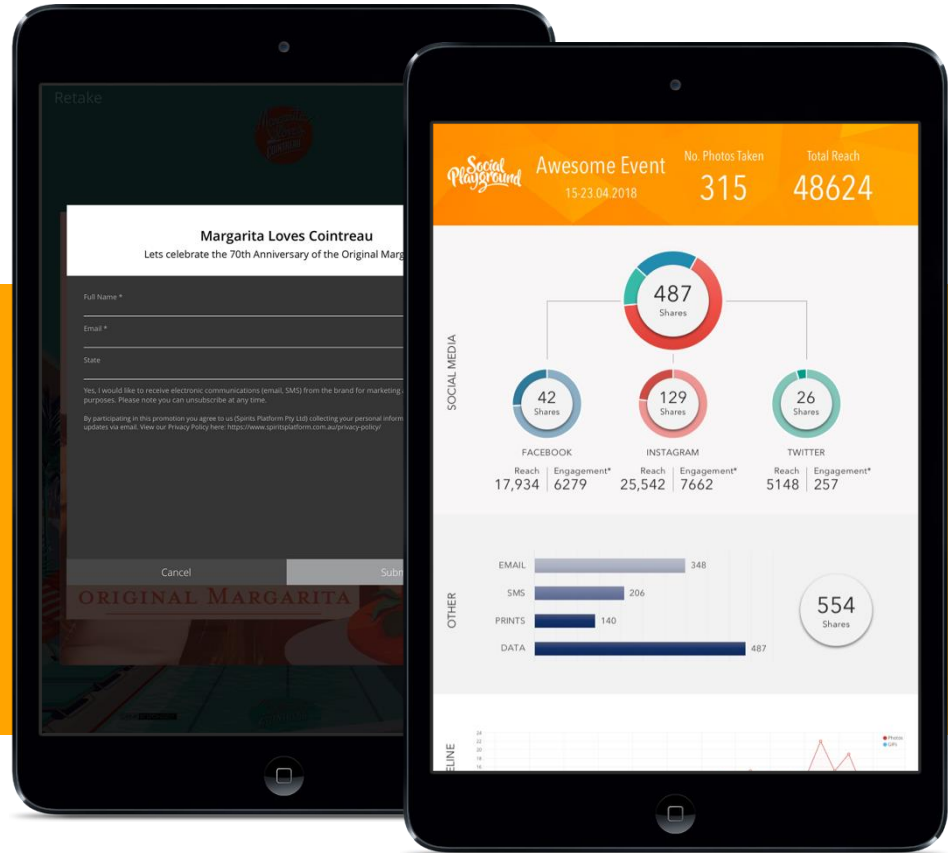 Retake
Margarita Loves Cointreau
Lets celebrate the 70th Anniversary of the Original Marg
Full Name *
Email *
State
Yes, I would like to receive electronic communications (email, SMS) from the brand for marketing
purposes. Please note you can unsubscribe at any time.
By participating in this promotion you agree to us (Spirits Platform Pty Ltd) collecting your personal inform
updates via email. View our Privacy Policy here: https://www.spiritsplatform.com.au/privacy-policy/
Cancel
Subm
ORIGINAL MARGARITA
Social
Playground
Awesome Event
15-23.04.2018
No. Photos Taken
315
Total Reach
48624
SOCIAL MEDIA
487
Shares
42
Shares
129
Shares
26
Shares
FACEBOOK
INSTAGRAM
TWITTER
Reach Engagement*
17,934 6279
Reach Engagement*
25,542 7662
Reach Engagement*
5148 257
OTHER
EMAIL 348
SMS 206
PRINTS 140
DATA 487
554
Shares
ELINE
24
22
20
18
16
Photos
GIFS